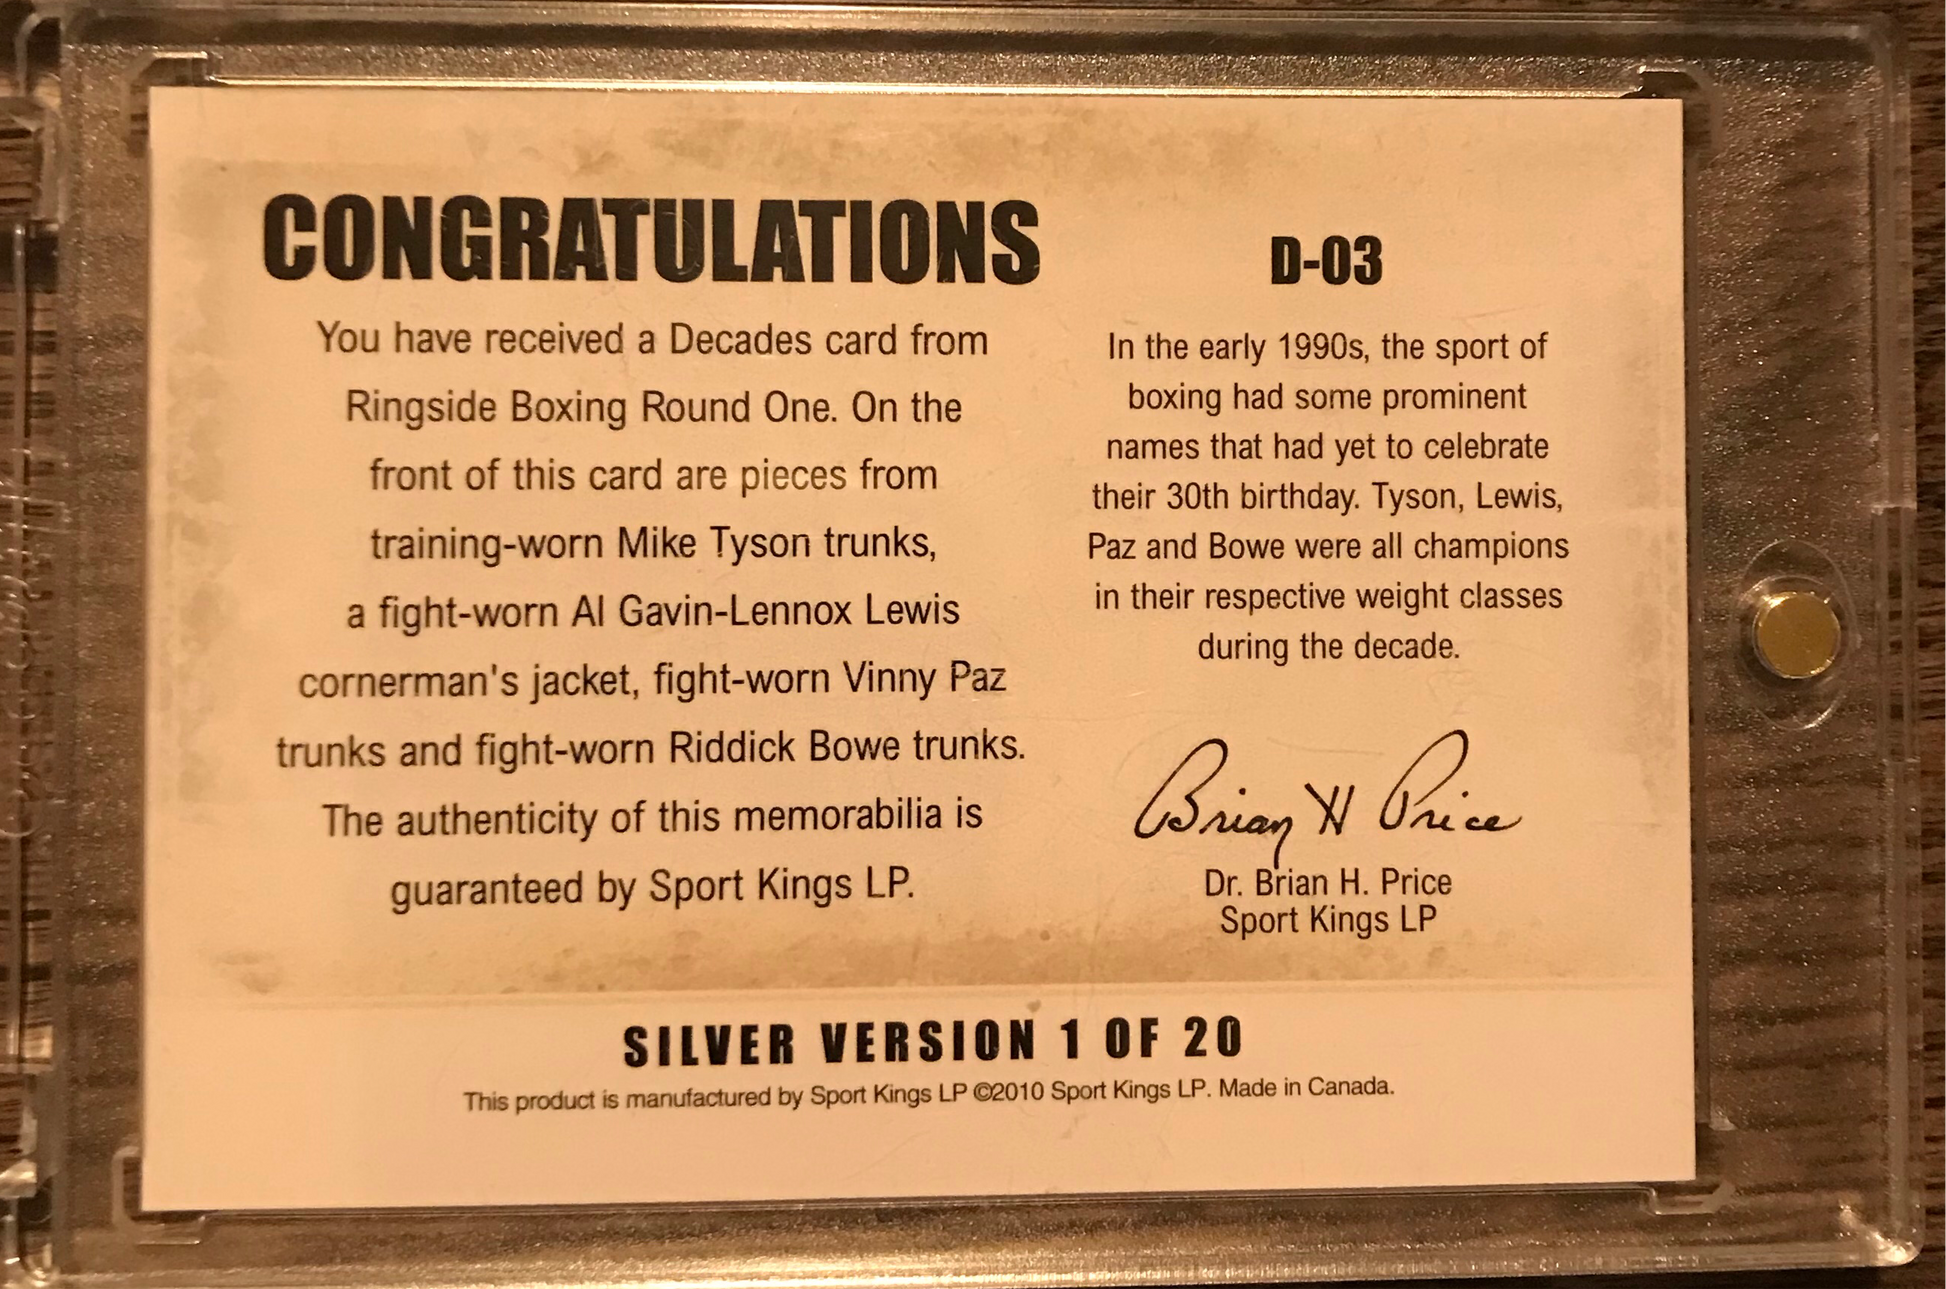 CONGRATULATIONS
You have received a Decades card from
Ringside Boxing Round One. On the
front of this card are pieces from
training-worn Mike Tyson trunks,
a fight-worn Al Gavin-Lennox Lewis
cornerman's jacket, fight-worn Vinny Paz
trunks and fight-worn Riddick Bowe trunks.
The authenticity of this memorabilia is
guaranteed by Sport Kings LP.
D-03
In the early 1990s, the sport of
boxing had some prominent
names that had yet to celebrate
their 30th birthday. Tyson, Lewis,
Paz and Bowe were all champions
in their respective weight classes
during the decade.
Brian H Price
Dr. Brian H. Price
Sport Kings LP
SILVER VERSION 1 OF 20
This product is manufactured by Sport Kings LP ©2010 Sport Kings LP. Made in Canada.